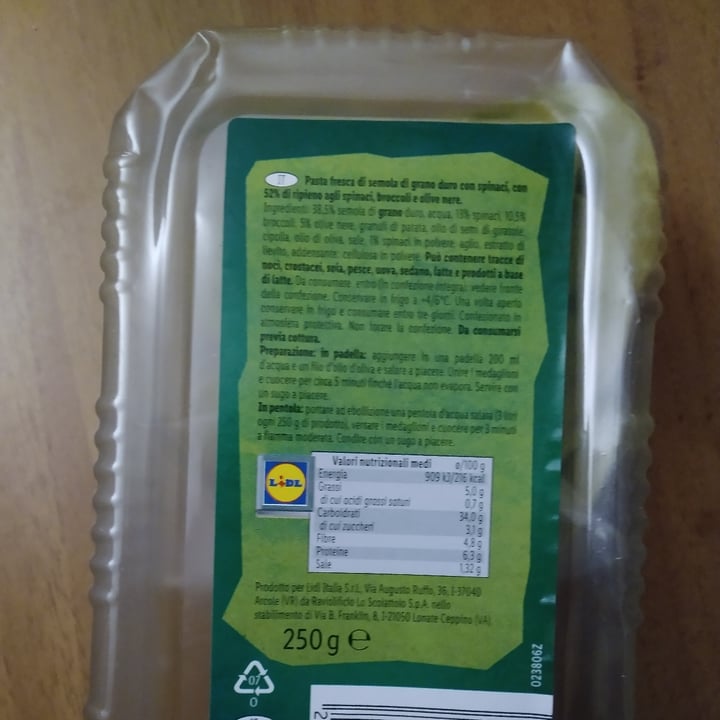 IT Pasta fresca di semola di grano duro con spinaci, con
52% di ripieno agli spinaci, broccoli e olive nere.
Ingredienti: 38,5% semola di grano duro, acqua, 13% spinaci, 10,5%
broccoli, 5% olive nere, granuli di patata, olio di semi di girasole,
cipolla, olio di oliva, sale, 1% spinaci in polvere, aglio, estratto di
lievito, addensante: cellulosa in polvere. Può contenere tracce di
noci, crostacei, soia, pesce, uova, sedano, latte e prodotti a base
di latte. Da consumare entro (in confezione integra): vedere fronte
della confezione. Conservare in frigo a +4/6°C. Una volta aperto
conservare in frigo e consumare entro tre giorni. Confezionato in
atmosfera protettiva. Non forare la confezione. Da consumarsi
previa cottura.
Preparazione: in padella: aggiungere in una padella 200 ml
d'acqua e un filo d'olio d'oliva e salare a piacere. Unire i medaglioni
e cuocere per circa 5 minuti finché l'acqua non evapora. Servire con
un sugo a piacere.
In pentola: portare ad ebollizione una pentola d'acqua salata (3 litri
ogni 250 g di prodotto), versare i medaglioni e cuocere per 3 minuti
a fiamma moderata. Condire con un sugo a piacere.
LIDL
Valori nutrizionali medi ø/100 g
Energia 909 kJ/216 kcal
Grassi 5,0 g
di cui acidi grassi saturi 0,7 g
Carboidrati 34,0 g
di cui zuccheri 3,1 g
Fibre 4,8 g
Proteine 6,3 g
Sale 1,32 g
Prodotto per Lidl Italia S.r.l., Via Augusto Ruffo, 36, I-37040
Arcole (VR) da Raviolificio Lo Scoiattolo S.p.A. nello
stabilimento di Via B. Franklin, 8, I-21050 Lonate Ceppino (VA)
250 g e
07
O
0238062
2